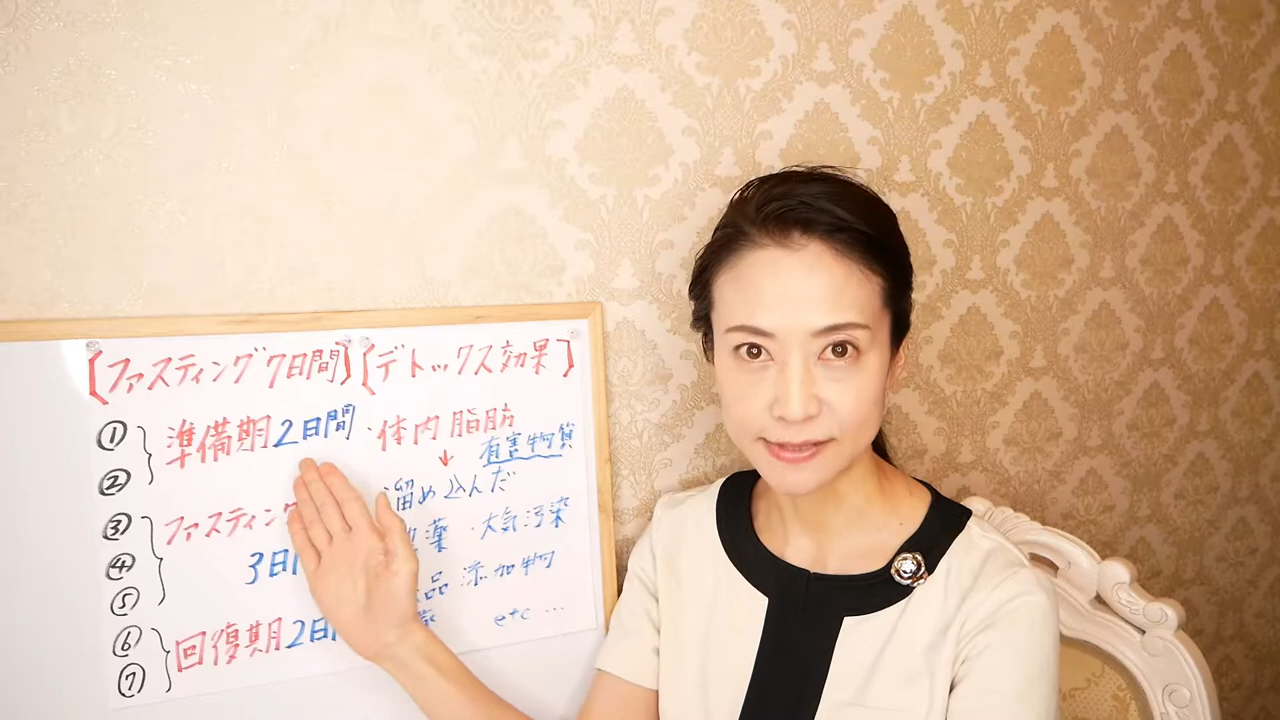 【ファスティング7日間】
① 準備期2日間
②
③ ファスティング
④ 3日
⑤
⑥ 回復期2日
⑦
【デトックス効果】
・体内脂肪
↓ 有害物質
溜め込んだ
薬 ・大気汚染
品添加物
etc…